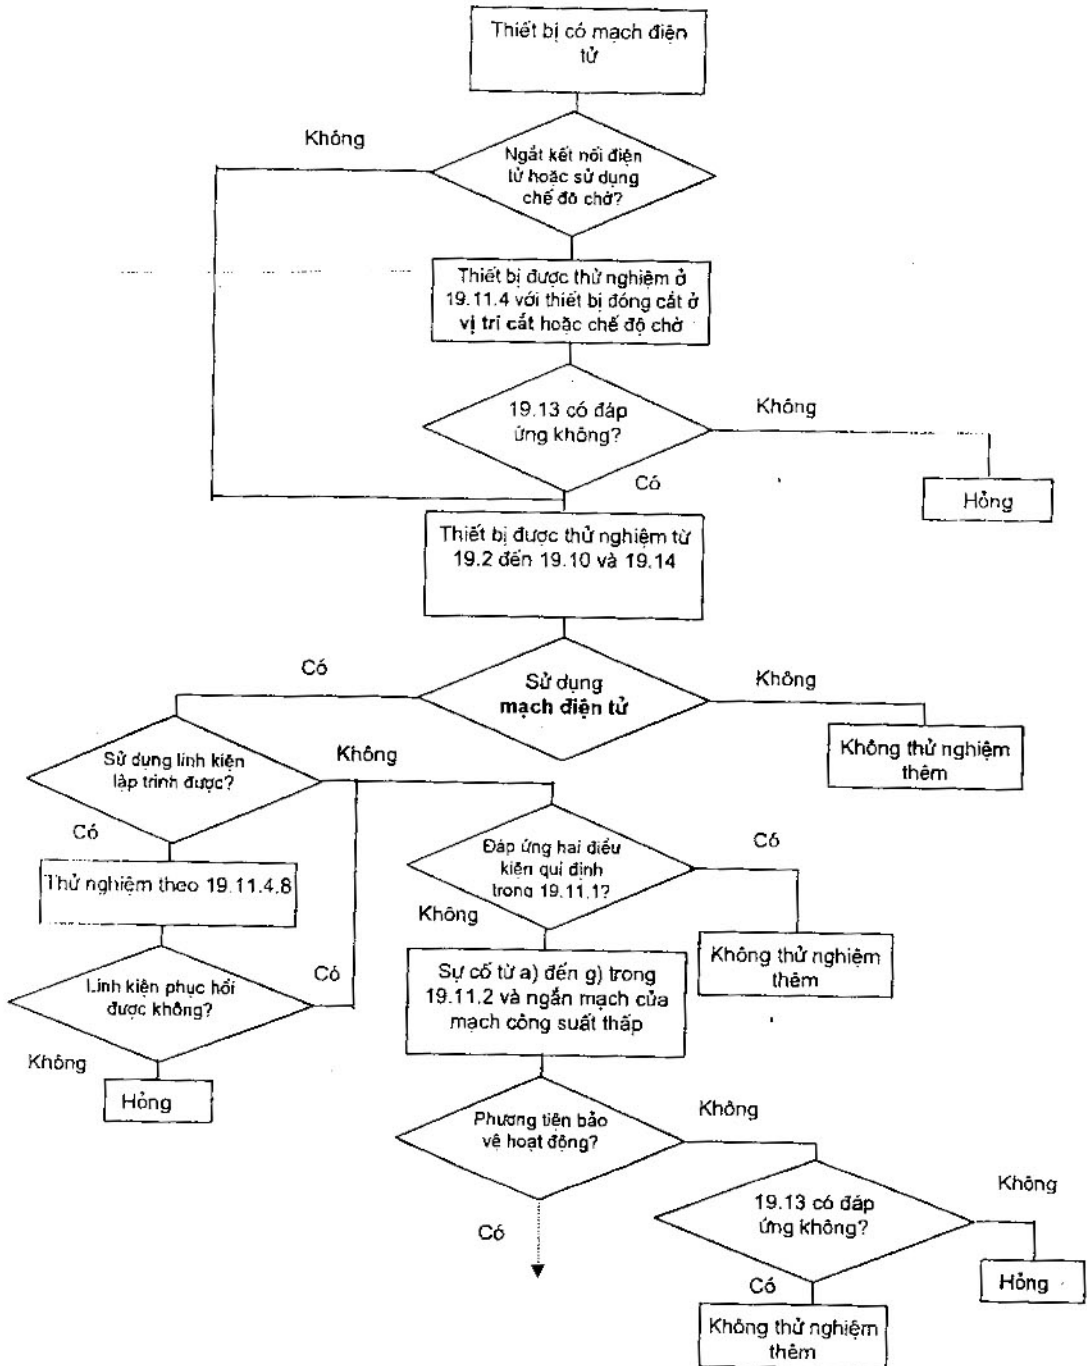 Thiết bị có mạch điện
tử
Không
Ngắt kết nối điện
tử hoặc sử dụng
chế độ chờ?
Thiết bị được thử nghiệm ở
19.11.4 với thiết bị đóng cắt ở
vị trí cắt hoặc chế độ chờ
19.13 có đáp
ứng không?
Không
Có
Hỏng
Thiết bị được thử nghiệm từ
19.2 đến 19.10 và 19.14
Có
Sử dụng
mạch điện tử
Không
Không thử nghiệm
thêm
Sử dụng linh kiện
lập trình được?
Không
Có
Thử nghiệm theo 19.11.4.8
Linh kiện phục hồi
được không?
Có
Không
Hỏng
Đáp ứng hai điều
kiện qui định
trong 19.11.1?
Có
Không
Không thử nghiệm
thêm
Sự cố từ a) đến g) trong
19.11.2 và ngắn mạch của
mạch công suất thấp
Phương tiện bảo
vệ hoạt động?
Không
Có
19.13 có đáp
ứng không?
Không
Hỏng
Có
Không thử nghiệm
thêm